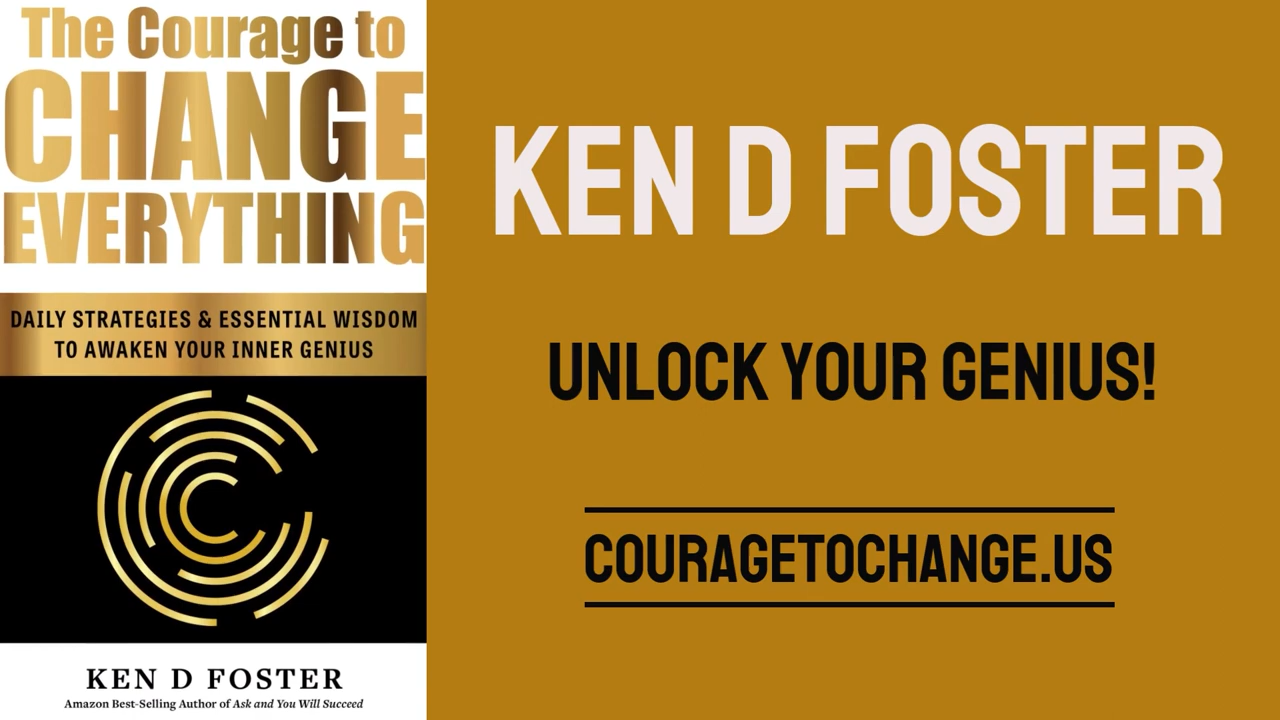 The Courage to
CHANGE
EVERYTHING
DAILY STRATEGIES & ESSENTIAL WISDOM
TO AWAKEN YOUR INNER GENIUS
KEN D FOSTER
Amazon Best-Selling Author of Ask and You Will Succeed
KEN D FOSTER
UNLOCK YOUR GENIUS!
COURAGETOCHANGE.US